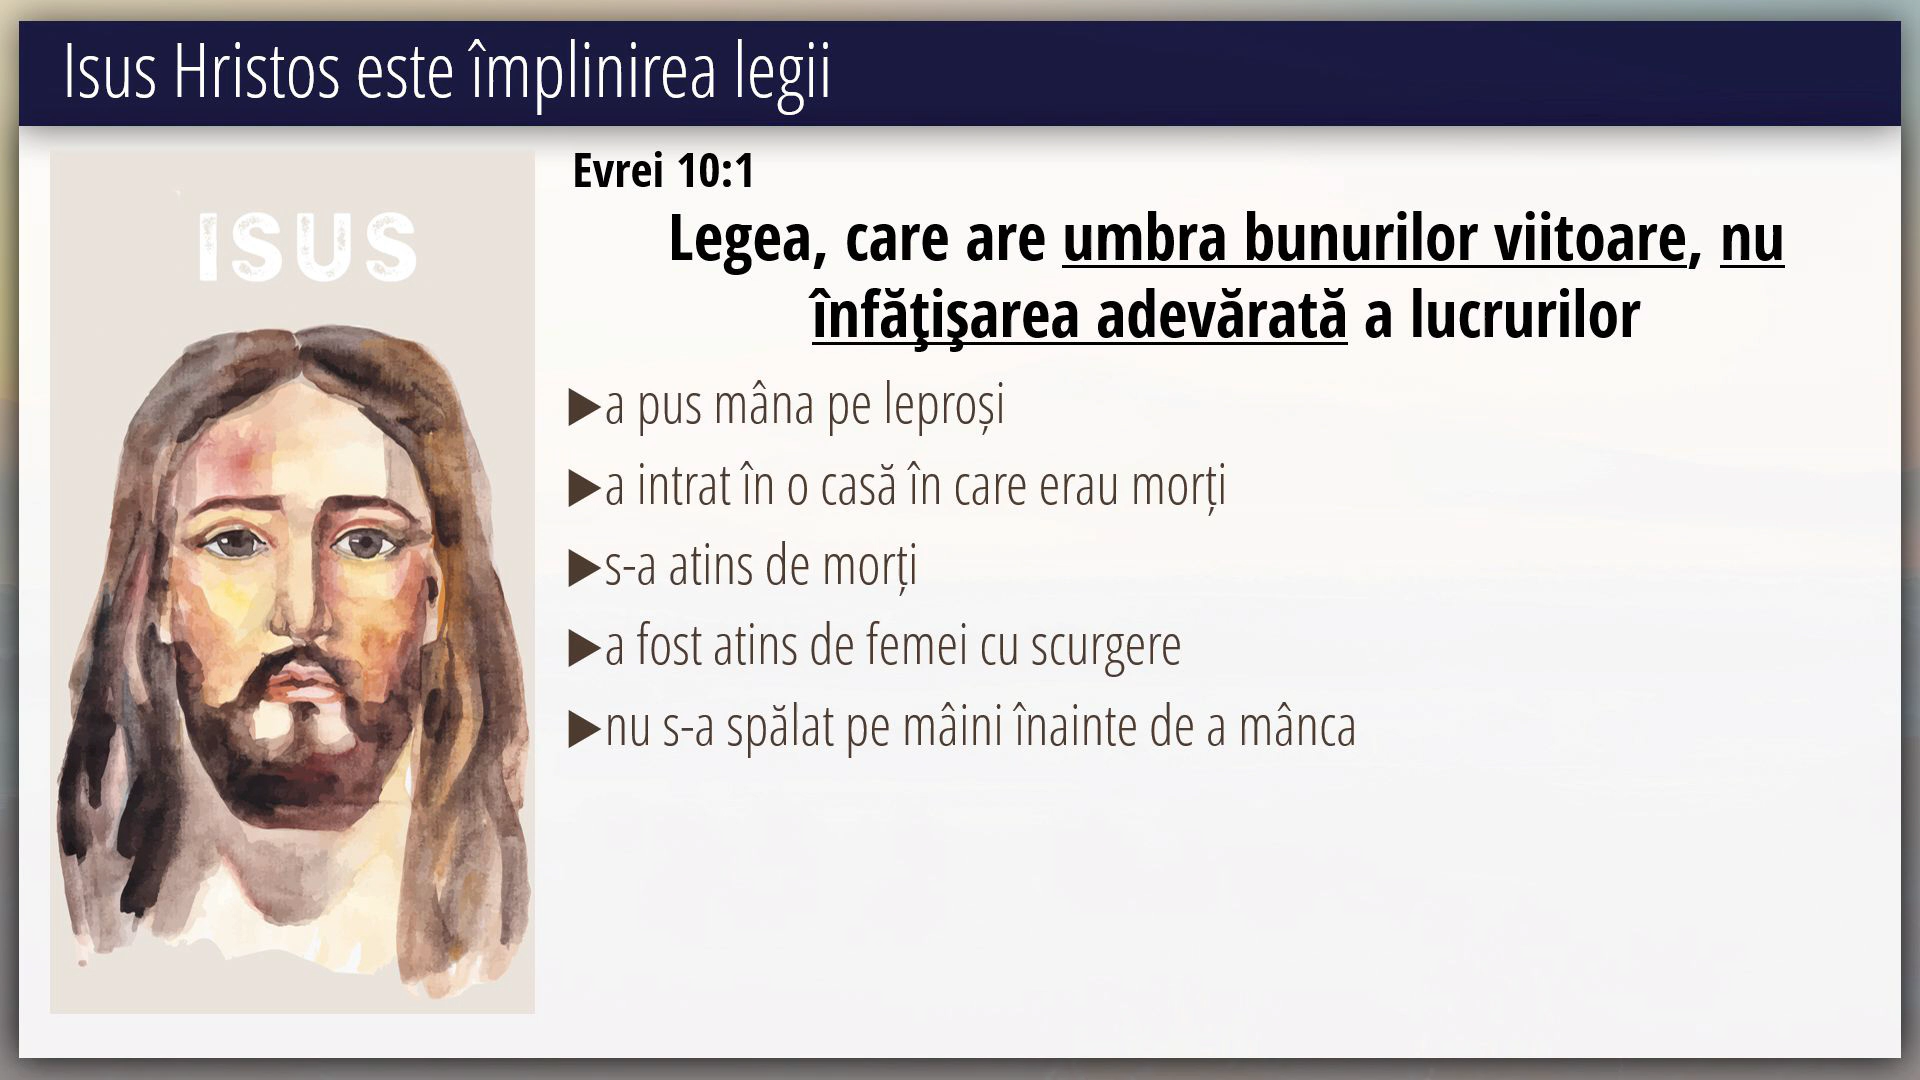 Isus Hristos este împlinirea legii
ISUS
Evrei 10:1
Legea, care are umbra bunurilor viitoare, nu
înfăţişarea adevărată a lucrurilor
▶a pus mâna pe leproși
▶a intrat în o casă în care erau morți
▶s-a atins de morți
▶a fost atins de femei cu scurgere
▶nu s-a spălat pe mâini înainte de a mânca